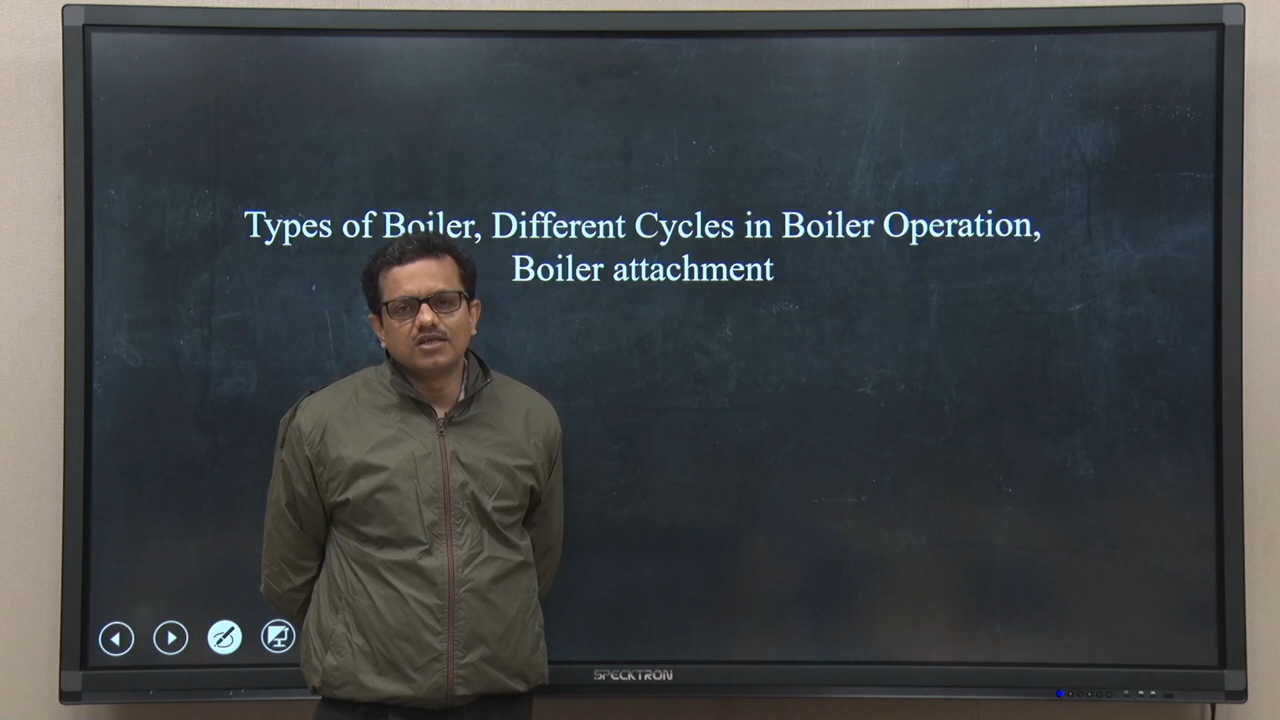 Types of Boiler, Different Cycles in Boiler Operation,
Boiler attachment
SPECKTRON